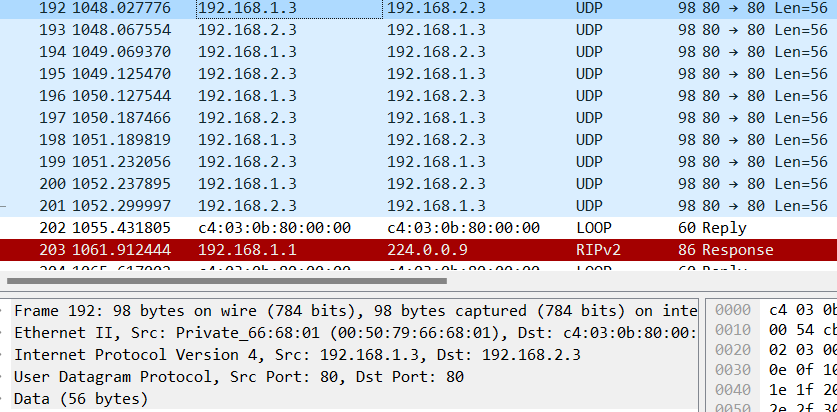 192 1048.027776 192.168.1.3 192.168.2.3 UDP 98 80 → 80 Len=56
193 1048.067554 192.168.2.3 192.168.1.3 UDP 98 80 → 80 Len=56
194 1049.069370 192.168.1.3 192.168.2.3 UDP 98 80 → 80 Len=56
195 1049.125470 192.168.2.3 192.168.1.3 UDP 98 80 → 80 Len=56
196 1050.127544 192.168.1.3 192.168.2.3 UDP 98 80 → 80 Len=56
197 1050.187466 192.168.2.3 192.168.1.3 UDP 98 80 → 80 Len=56
198 1051.189819 192.168.1.3 192.168.2.3 UDP 98 80 → 80 Len=56
199 1051.232056 192.168.2.3 192.168.1.3 UDP 98 80 → 80 Len=56
200 1052.237895 192.168.1.3 192.168.2.3 UDP 98 80 → 80 Len=56
201 1052.299997 192.168.2.3 192.168.1.3 UDP 98 80 → 80 Len=56
202 1055.431805 c4:03:0b:80:00:00 c4:03:0b:80:00:00 LOOP 60 Reply
203 1061.912444 192.168.1.1 224.0.0.9 RIPv2 86 Response
Frame 192: 98 bytes on wire (784 bits), 98 bytes captured (784 bits) on inte
Ethernet II, Src: Private_66:68:01 (00:50:79:66:68:01), Dst: c4:03:0b:80:00:
Internet Protocol Version 4, Src: 192.168.1.3, Dst: 192.168.2.3
User Datagram Protocol, Src Port: 80, Dst Port: 80
Data (56 bytes)
0000 c4 03 0b
0010 00 54 cb
0020 02 03 00
0030 0e 0f 10
0040 1e 1f 20
0050 2e 2f 30